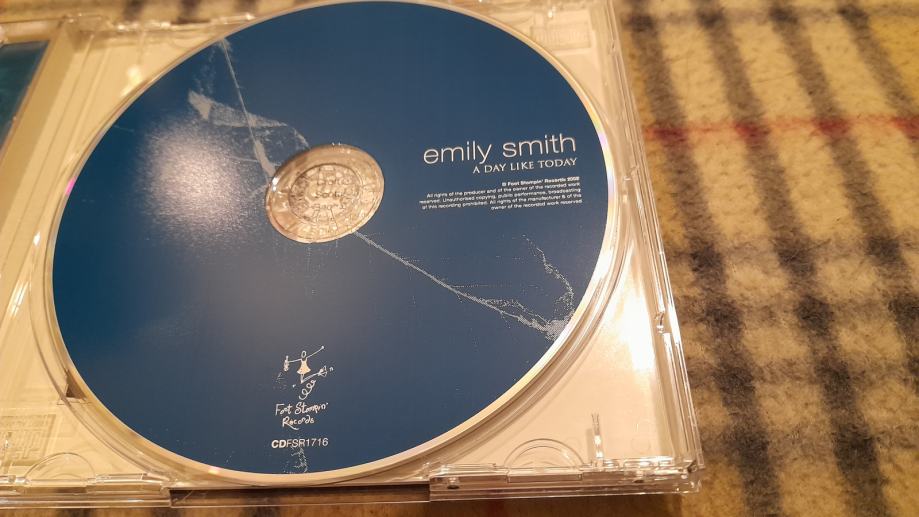 emily smith
A DAY LIKE TODAY
© Foot Stompin' Records 2002
All rights of the producer and of the owner of the recorded work
reserved. Unauthorised copying, public performance, broadcasting
of this recording prohibited. All rights of the manufacturer & of the
owner of the recorded work reserved
Foot Stompin'
Records
CDFSR1716